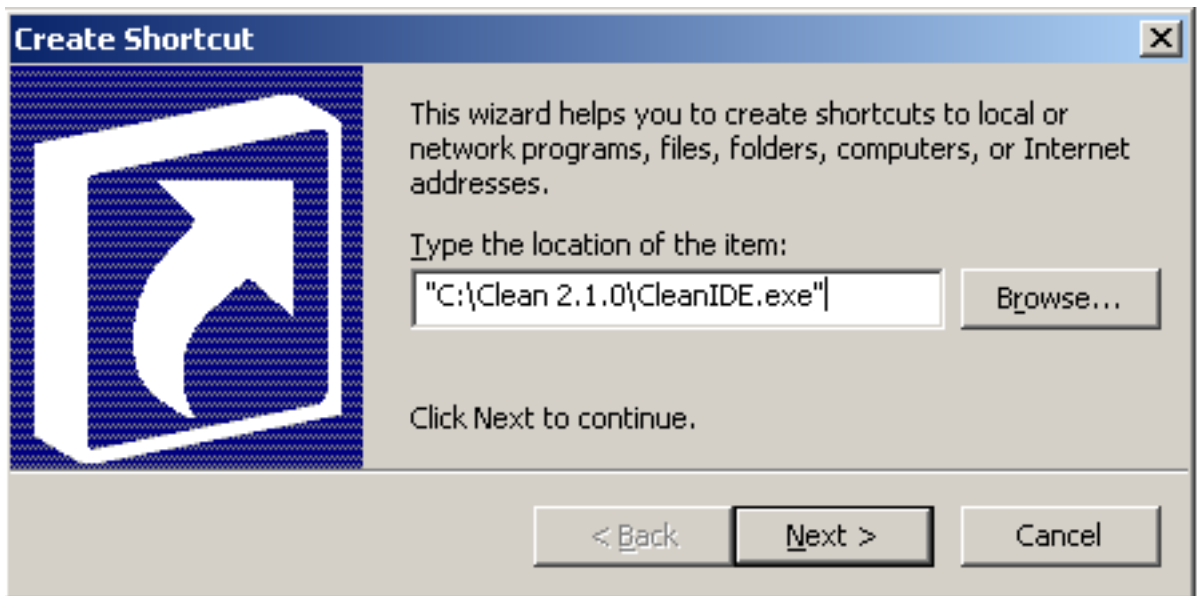 Create Shortcut
This wizard helps you to create shortcuts to local or
network programs, files, folders, computers, or Internet
addresses.
Type the location of the item:
"C:\Clean 2.1.0\CleanIDE.exe"
Browse...
Click Next to continue.
< Back
Next >
Cancel